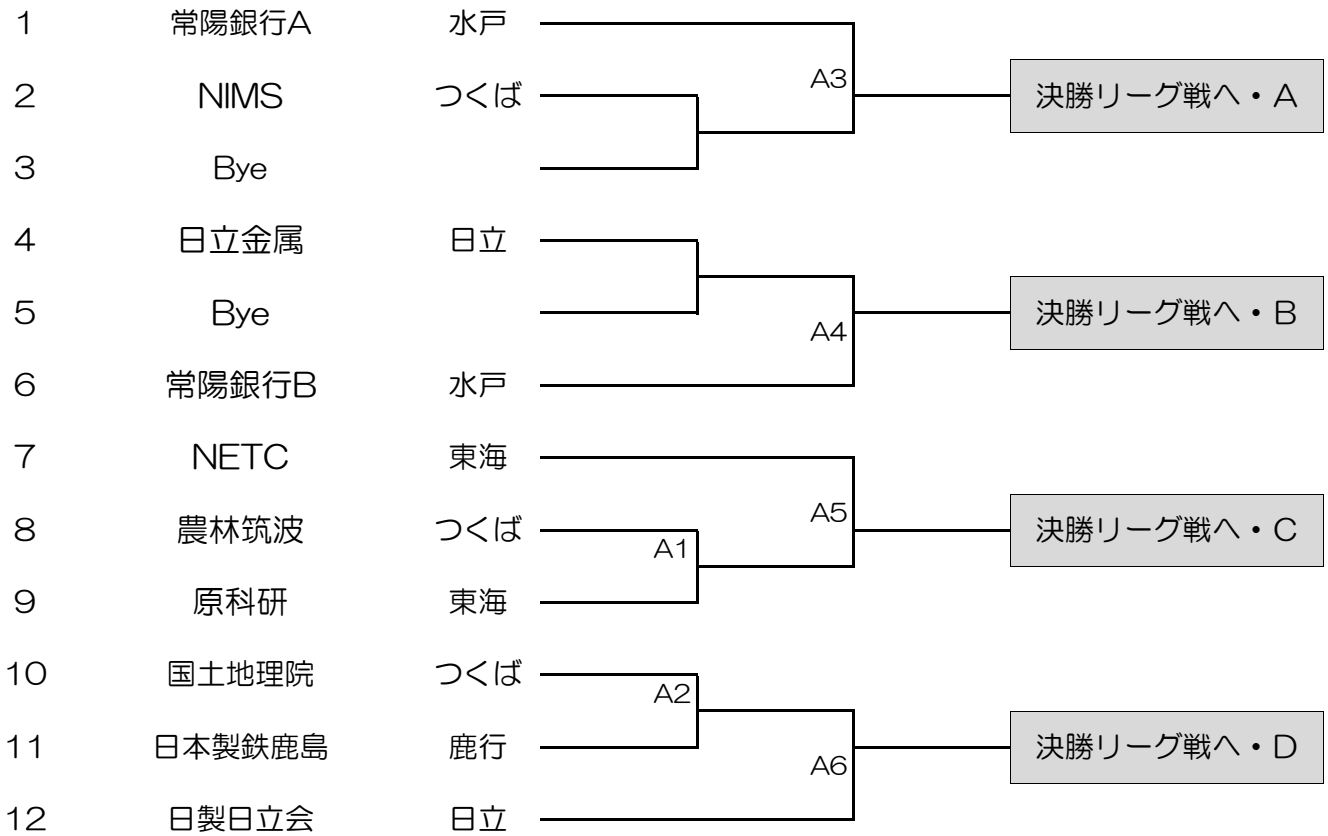 1 常陽銀行A 水戸
A3
2 NIMS つくば 決勝リーグ戦へ・A
3 Bye
4 日立金属 日立
5 Bye 決勝リーグ戦へ・B
A4
6 常陽銀行B 水戸
7 NETC 東海
A5
8 農林筑波 つくば 決勝リーグ戦へ・C
A1
9 原科研 東海
10 国土地理院 つくば
A2
11 日本製鉄鹿島 鹿行 決勝リーグ戦へ・D
A6
12 日製日立会 日立